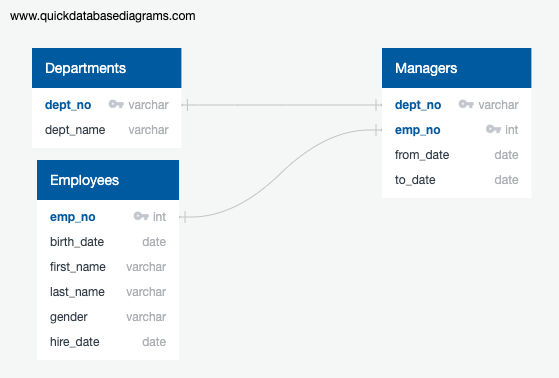 www.quickdatabasediagrams.com
Departments
dept_no varchar
dept_name varchar
Employees
emp_no int
birth_date date
first_name varchar
last_name varchar
gender varchar
hire_date date
Managers
dept_no varchar
emp_no int
from_date date
to_date date